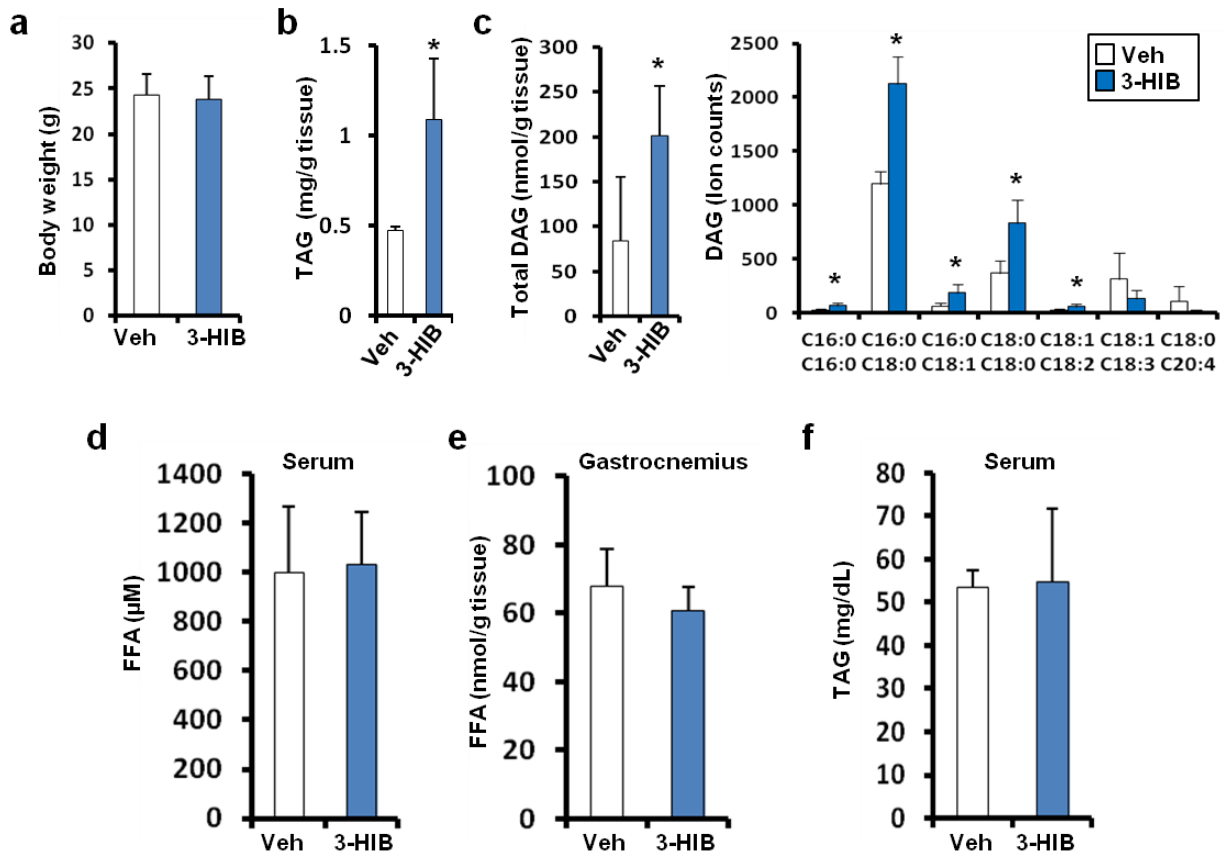 a
Body weight (g)
30
25
20
15
10
5
0
Veh 3-HIB
b
TAG (mg/g tissue)
1.5
1
0.5
0
*
Veh
3-HIB
c
Total DAG (nmol/g tissue)
300
250
200
150
100
50
0
*
Veh
3-HIB
DAG (Ion counts)
2500
2000
1500
1000
500
0
* * * * *
Veh
3-HIB
C16:0 C16:0 C16:0 C18:0 C18:1 C18:1 C18:0
C16:0 C18:0 C18:1 C18:0 C18:2 C18:3 C20:4
d
Serum
FFA (µM)
1400
1200
1000
800
600
400
200
0
Veh 3-HIB
e
Gastrocnemius
FFA (nmol/g tissue)
100
80
60
40
20
0
Veh 3-HIB
f
Serum
TAG (mg/dL)
80
70
60
50
40
30
20
10
0
Veh 3-HIB